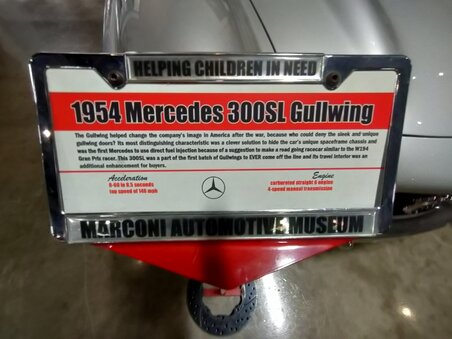 HELPING CHILDREN IN NEED
1954 Mercedes 300SL Gullwing
The Gullwing helped change the company's image in America after the war, because who could deny the sleek and unique
gullwing doors? Its most distinguishing characteristic was a clever solution to hide the car's unique spaceframe chassis and
was the first Mercedes to use direct fuel injection because of a suggestion to make a road going racecar similar to the W194
Gran Prix racer. This 300SL was a part of the first batch of Gullwings to EVER come off the line and its travel interior was an
additional enhancement for buyers.
Acceleration
0-60 in 8.5 seconds
top speed of 146 mph
Engine
carbureted straight 6 engine
4-speed manual transmission
MARCONI AUTOMOTIVE MUSEUM